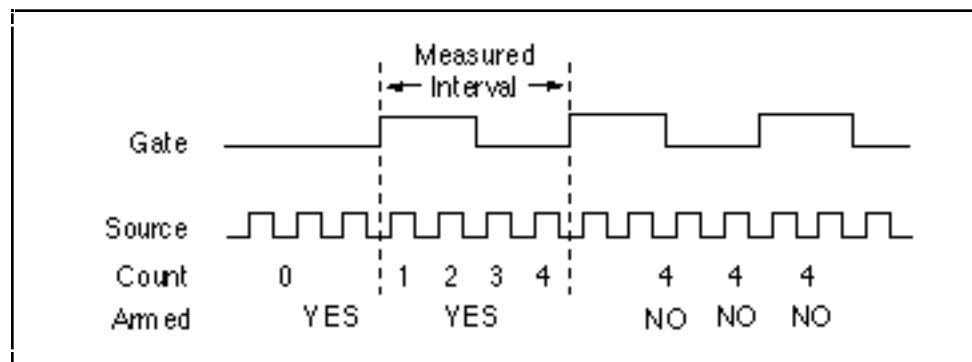 Measured
Interval
Gate
Source
Count 0 1 2 3 4 4 4 4
Armed YES YES NO NO NO